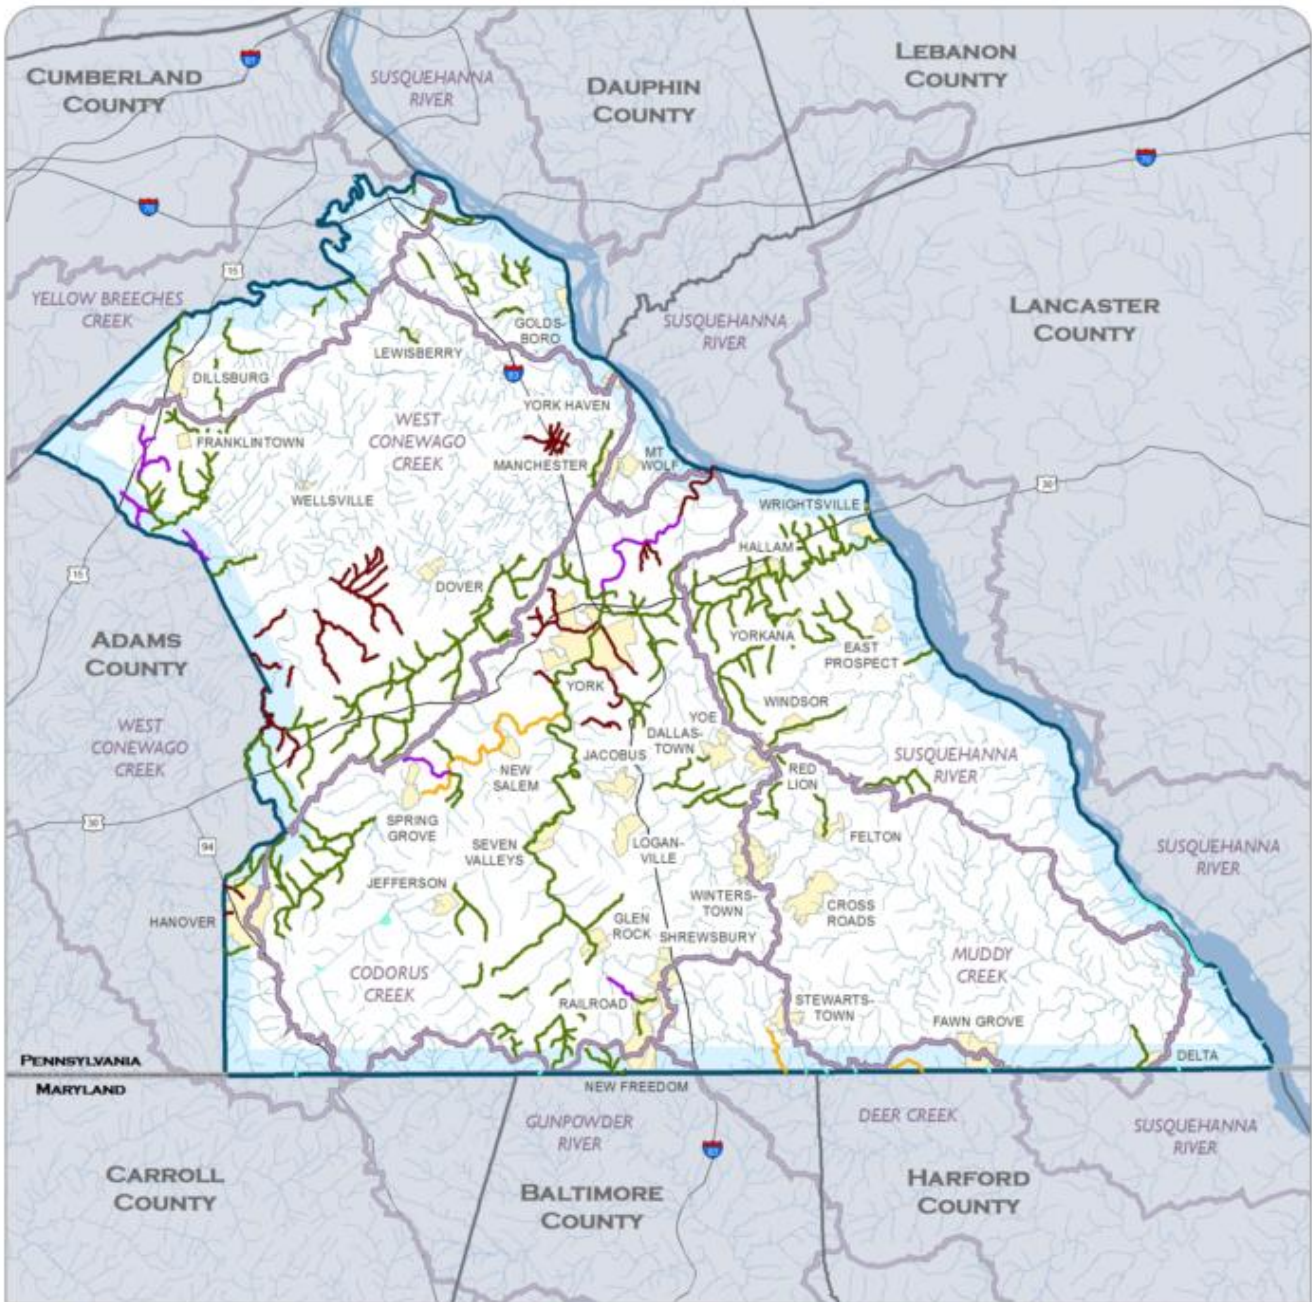 CUMBERLAND
COUNTY
SUSQUEHANNA
RIVER
DAUPHIN
COUNTY
LEBANON
COUNTY
15
YELLOW BREECHES
CREEK
SUSQUEHANNA
RIVER
LANCASTER
COUNTY
GOLDS-
BORO
LEWISBERRY
DILLSBURG
YORK HAVEN
WEST
CONEWAGO
CREEK
FRANKLINTOWN
MANCHESTER
MT
WOLF
WELLSVILLE
WRIGHTSVILLE
30
HALLAM
15
DOVER
ADAMS
COUNTY
YORKANA
EAST
PROSPECT
YORK
WINDSOR
WEST
CONEWAGO
CREEK
YOE
DALLAS-
TOWN
JACOBUS
NEW
SALEM
RED
LION
SUSQUEHANNA
RIVER
30
SPRING
GROVE
94
SEVEN
VALLEYS
LOGAN-
VILLE
FELTON
SUSQUEHANNA
RIVER
JEFFERSON
HANOVER
WINTERS-
TOWN
CROSS
ROADS
GLEN
ROCK
SHREWSBURY
CODORUS
CREEK
MUDDY
CREEK
RAILROAD
STEWARTS-
TOWN
FAWN GROVE
PENNSYLVANIA
DELTA
MARYLAND
NEW FREEDOM
GUNPOWDER
RIVER
DEER CREEK
SUSQUEHANNA
RIVER
CARROLL
COUNTY
BALTIMORE
COUNTY
HARFORD
COUNTY